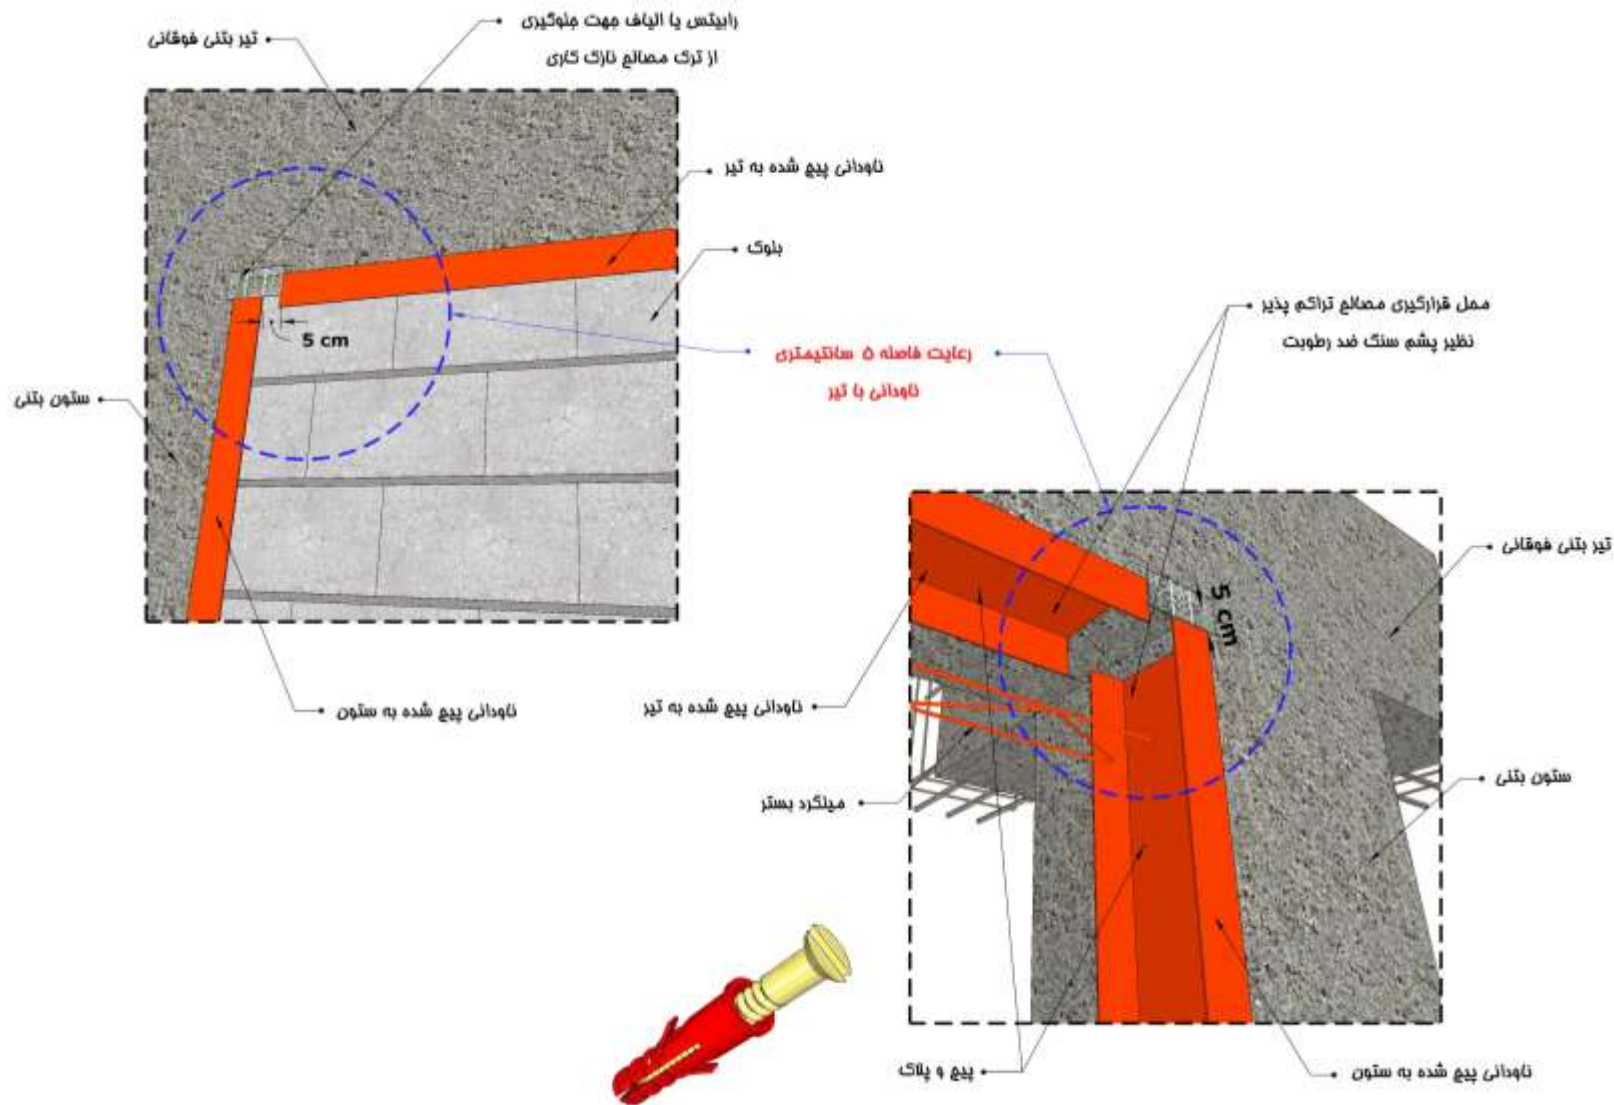 رابیتس یا الیاف جهت جلوگیری
از ترک مصالح نازک کاری
تیر بتنی فوقانی
ناودانی پیچ شده به تیر
بلوک
5 cm
ستون بتنی
ناودانی پیچ شده به ستون
رعایت فاصله ۵ سانتیمتری
ناودانی با تیر
محل قرارگیری مصالح تراکم پذیر
نظیر پشم سنگ ضد رطوبت
تیر بتنی فوقانی
5 cm
ناودانی پیچ شده به تیر
میلگرد بستر
ستون بتنی
پیچ و پلاک
ناودانی پیچ شده به ستون